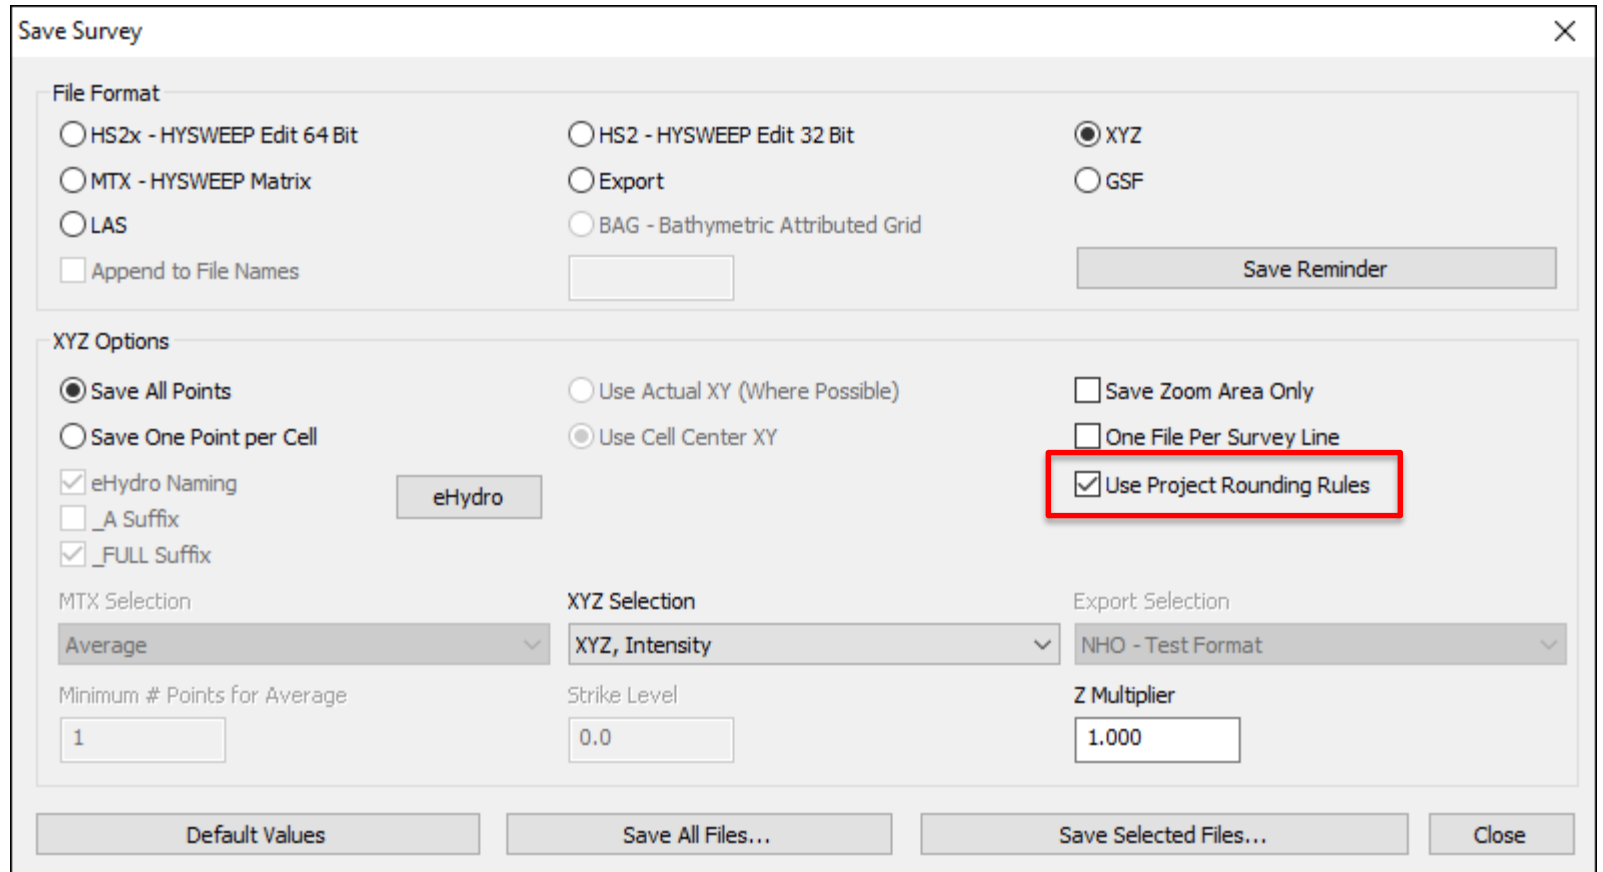 Save Survey
File Format
HS2x - HYSWEEP Edit 64 Bit
HS2 - HYSWEEP Edit 32 Bit
XYZ
MTX - HYSWEEP Matrix
Export
GSF
LAS
BAG - Bathymetric Attributed Grid
Append to File Names
Save Reminder
XYZ Options
Save All Points
Use Actual XY (Where Possible)
Save Zoom Area Only
Save One Point per Cell
Use Cell Center XY
One File Per Survey Line
eHydro Naming
eHydro
Use Project Rounding Rules
_A Suffix
_FULL Suffix
MTX Selection
XYZ Selection
Export Selection
Average
XYZ, Intensity
NHO - Test Format
Minimum # Points for Average
Strike Level
Z Multiplier
1
0.0
1.000
Default Values
Save All Files...
Save Selected Files...
Close